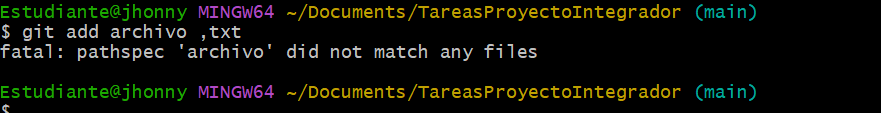 Estudiante@jhonny MINGW64 ~/Documents/TareasProyectoIntegrador (main)
$ git add archivo ,txt
fatal: pathspec 'archivo' did not match any files
Estudiante@jhonny MINGW64 ~/Documents/TareasProyectoIntegrador (main)
$